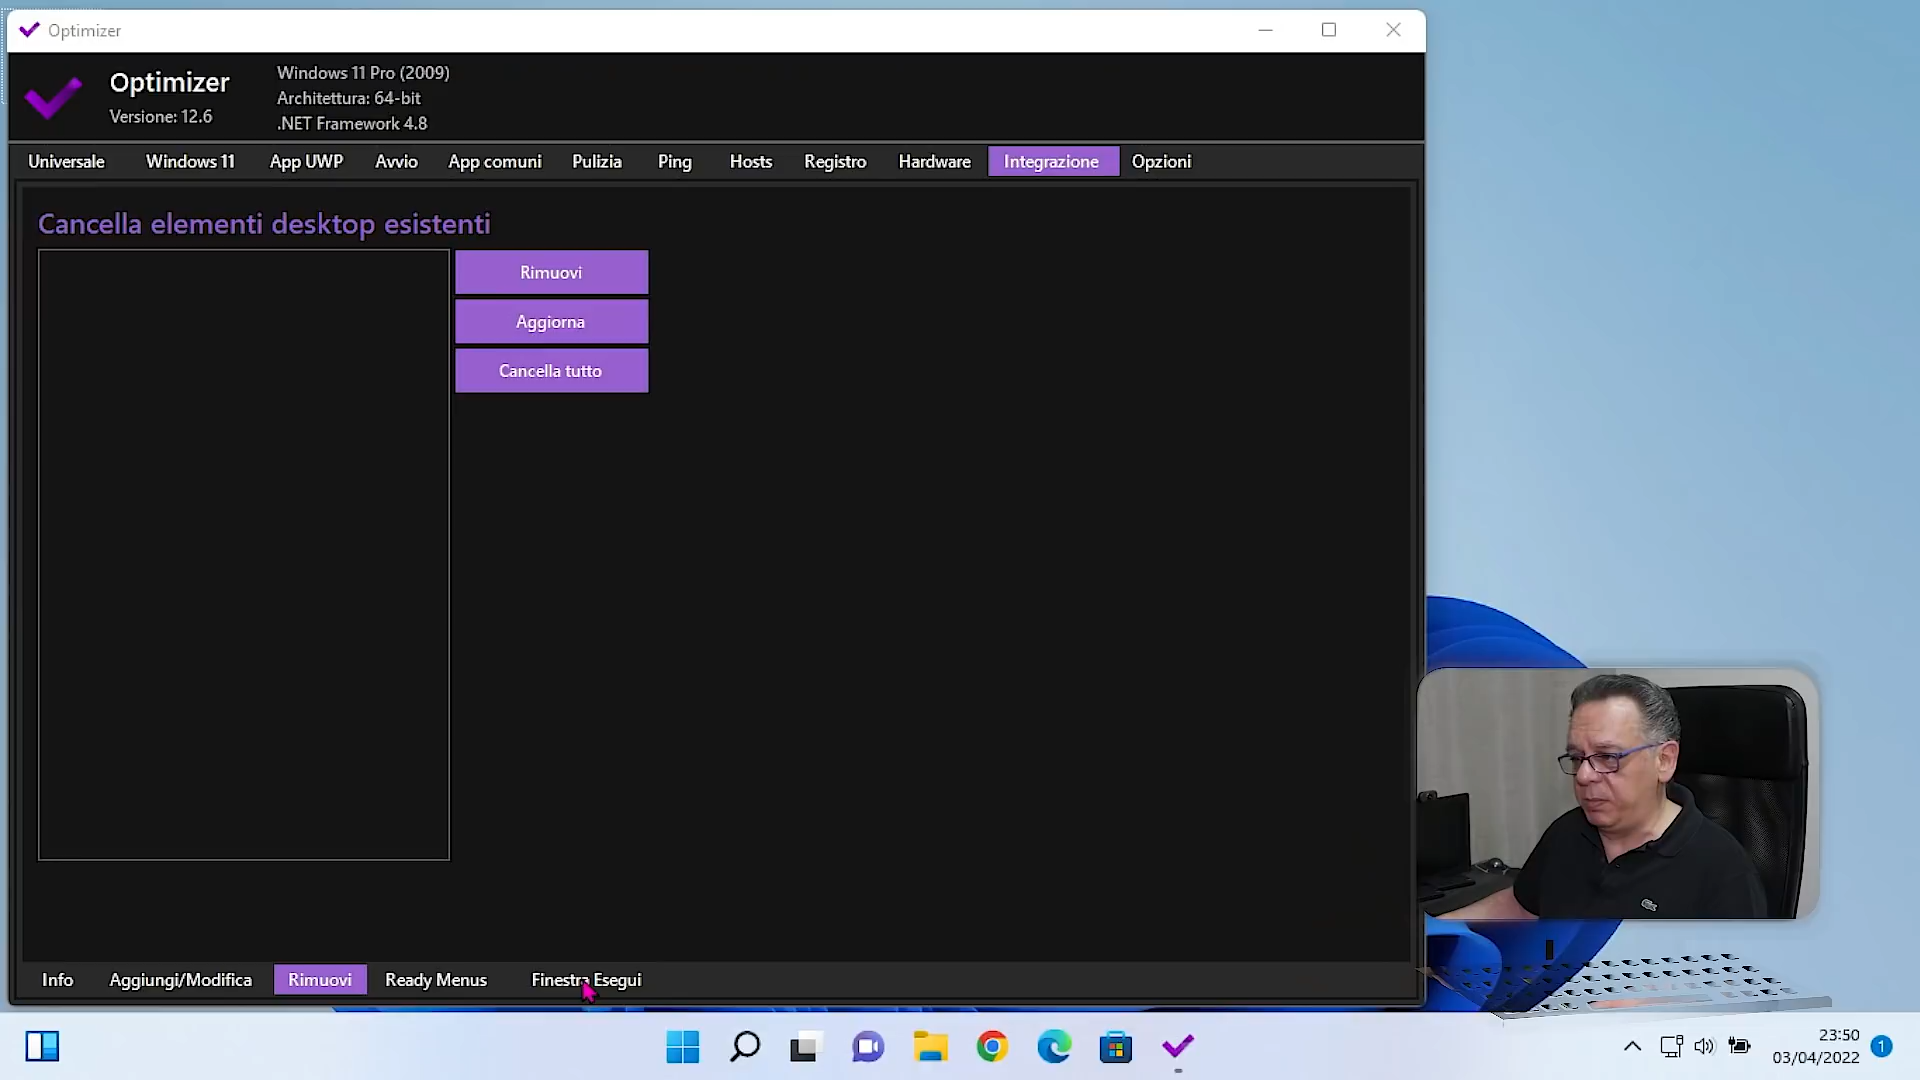 Optimizer
Optimizer
Versione: 12.6
Windows 11 Pro (2009)
Architettura: 64-bit
.NET Framework 4.8
Universale Windows 11 App UWP Avvio App comuni Pulizia Ping Hosts Registro Hardware Integrazione Opzioni
Cancella elementi desktop esistenti
Rimuovi
Aggiorna
Cancella tutto
Info Aggiungi/Modifica Rimuovi Ready Menus Finestra Esegui
23:50
03/04/2022
1